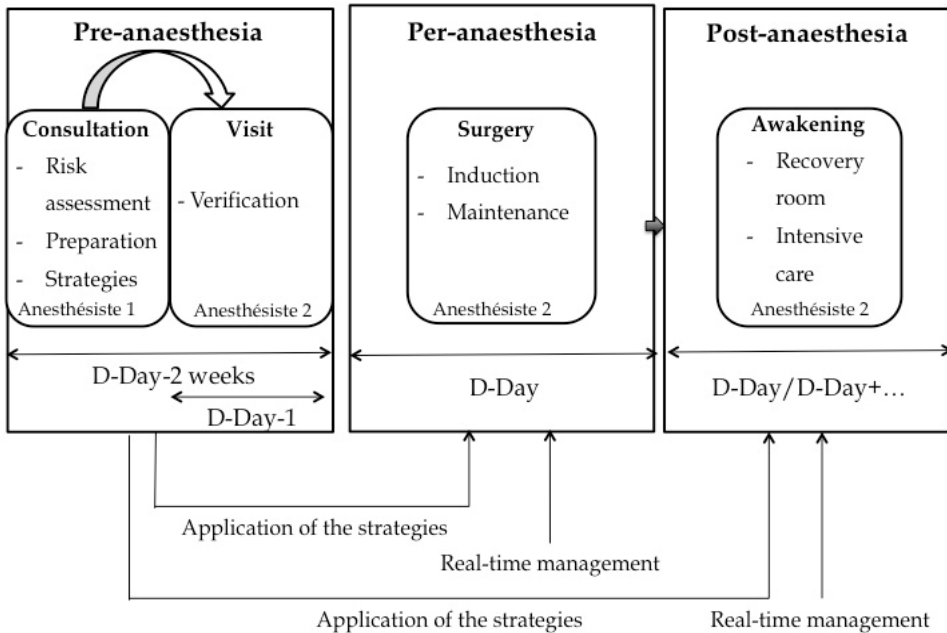 Pre-anaesthesia
Consultation
- Risk
assessment
- Preparation
- Strategies
Anesthésiste 1
Visit
- Verification
Anesthésiste 2
D-Day-2 weeks
D-Day-1
Per-anaesthesia
Surgery
- Induction
- Maintenance
Anesthésiste 2
D-Day
Post-anaesthesia
Awakening
- Recovery
room
- Intensive
care
Anesthésiste 2
D-Day/D-Day+...
Application of the strategies
Real-time management
Application of the strategies
Real-time management